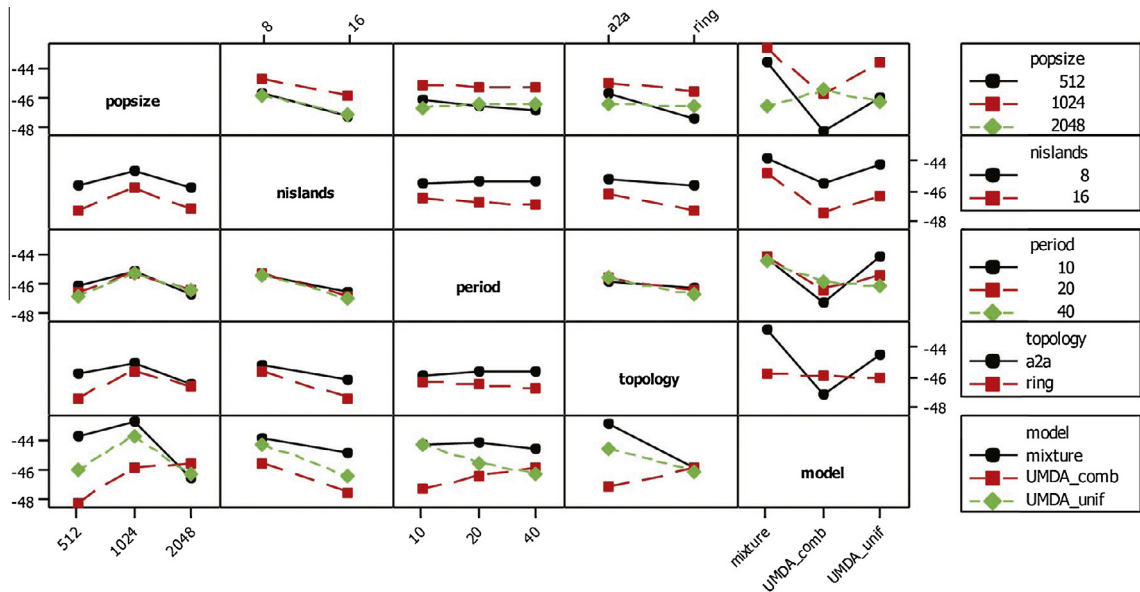 8 16 a2a ring
-44
-46
-48
popsize
popsize
512
1024
2048
nislands
-44
-46
-48
nislands
8
16
-44
-46
-48
period
period
10
20
40
topology
-44
-46
-48
topology
a2a
ring
-44
-46
-48
model
model
mixture
UMDA_comb
UMDA_unif
512 1024 2048 10 20 40 mixture UMDA_comb UMDA_unif